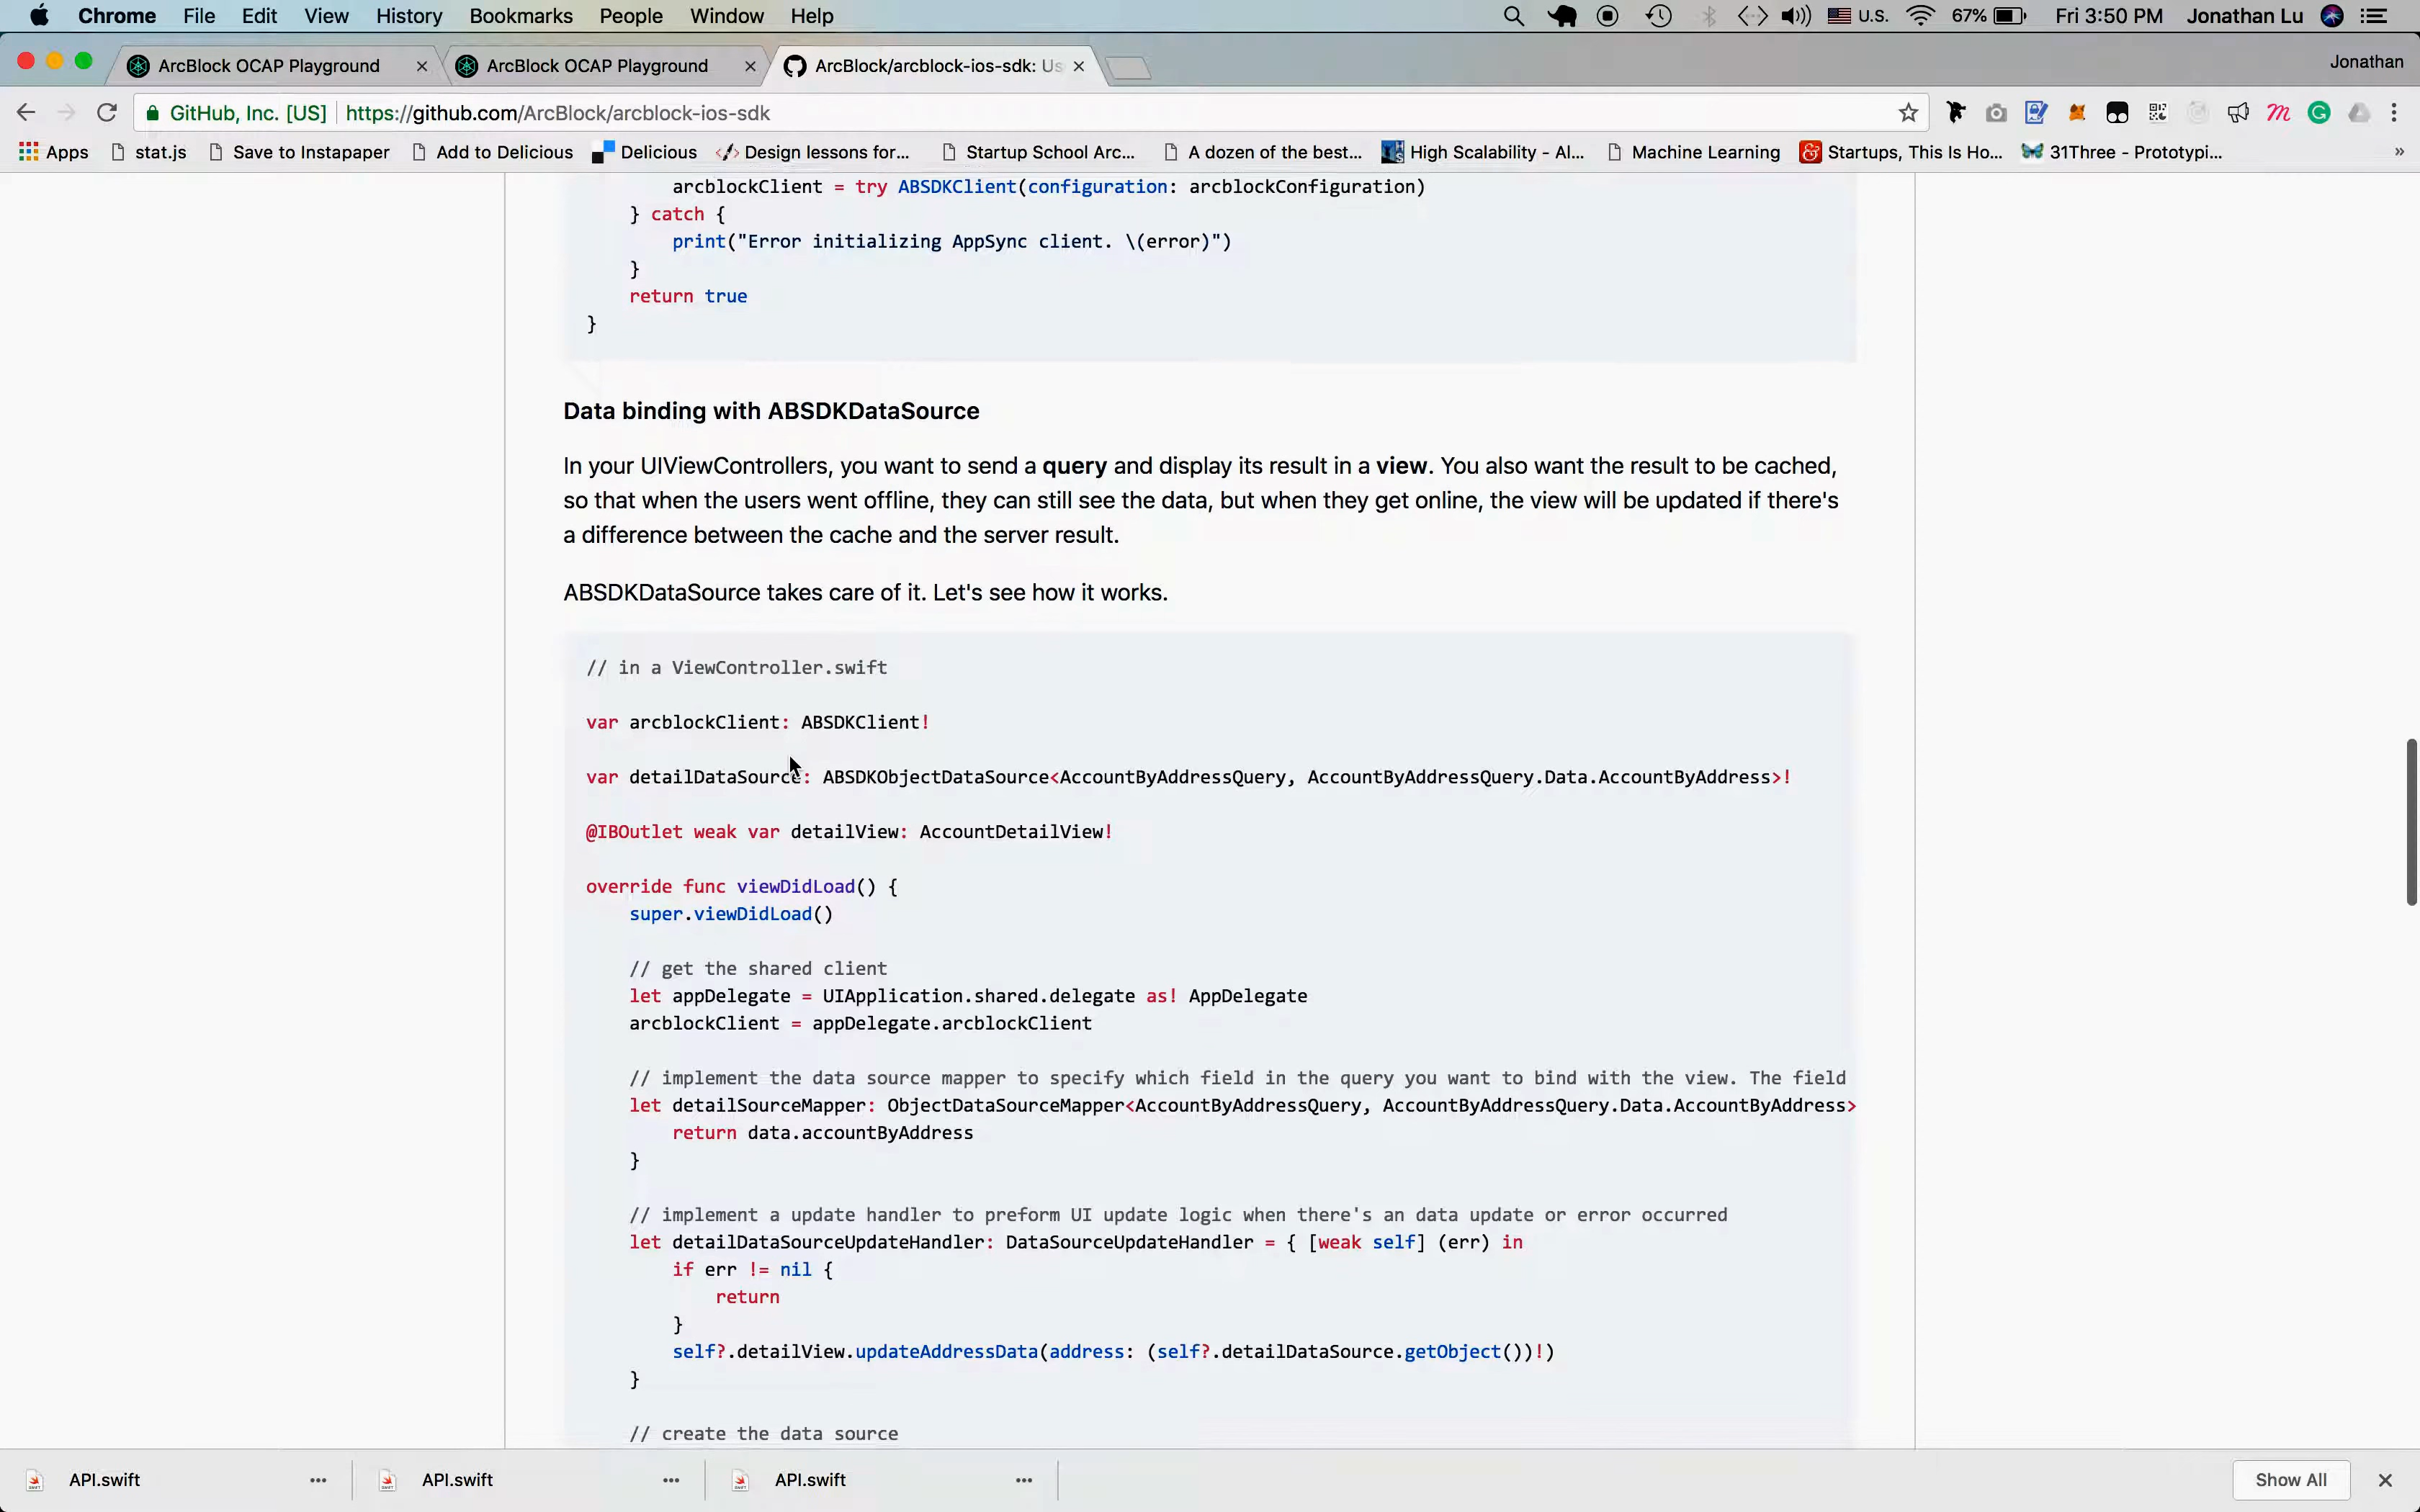 Chrome File Edit View History Bookmarks People Window Help U.S. 67% Fri 3:50 PM Jonathan Lu
ArcBlock OCAP Playground ArcBlock OCAP Playground ArcBlock/arcblock-ios-sdk: Us Jonathan
GitHub, Inc. [US] https://github.com/ArcBlock/arcblock-ios-sdk
Apps stat.js Save to Instapaper Add to Delicious Delicious Design lessons for... Startup School Arc... A dozen of the best... High Scalability - Al... Machine Learning Startups, This Is Ho... 31Three - Prototypi... »
arcblockClient = try ABSDKClient(configuration: arcblockConfiguration)
} catch {
print("Error initializing AppSync client. \(error)")
}
return true
}
Data binding with ABSDKDataSource
In your UIViewControllers, you want to send a query and display its result in a view. You also want the result to be cached,
so that when the users went offline, they can still see the data, but when they get online, the view will be updated if there's
a difference between the cache and the server result.
ABSDKDataSource takes care of it. Let's see how it works.
// in a ViewController.swift
var arcblockClient: ABSDKClient!
var detailDataSource: ABSDKObjectDataSource<AccountByAddressQuery, AccountByAddressQuery.Data.AccountByAddress>!
@IBOutlet weak var detailView: AccountDetailView!
override func viewDidLoad() {
super.viewDidLoad()
// get the shared client
let appDelegate = UIApplication.shared.delegate as! AppDelegate
arcblockClient = appDelegate.arcblockClient
// implement the data source mapper to specify which field in the query you want to bind with the view. The field
let detailSourceMapper: ObjectDataSourceMapper<AccountByAddressQuery, AccountByAddressQuery.Data.AccountByAddress>
return data.accountByAddress
}
// implement a update handler to preform UI update logic when there's an data update or error occurred
let detailDataSourceUpdateHandler: DataSourceUpdateHandler = { [weak self] (err) in
if err != nil {
return
}
self?.detailView.updateAddressData(address: (self?.detailDataSource.getObject())!)
}
// create the data source
API.swift API.swift API.swift Show All